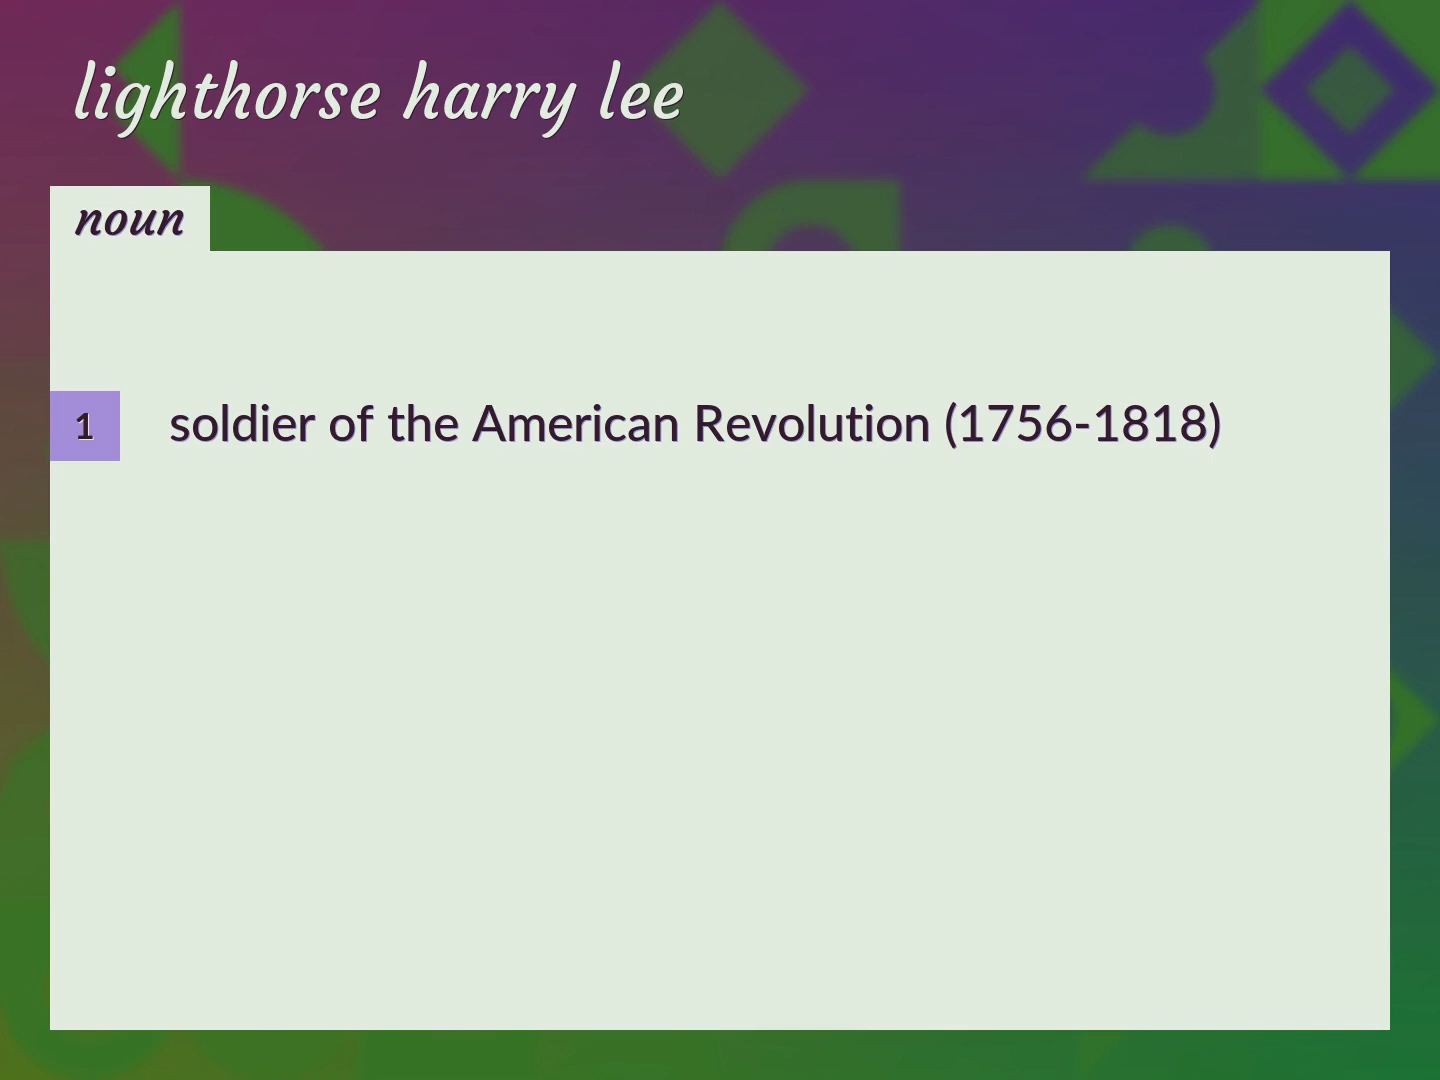 lighthorse harry lee
noun
1 soldier of the American Revolution (1756-1818)